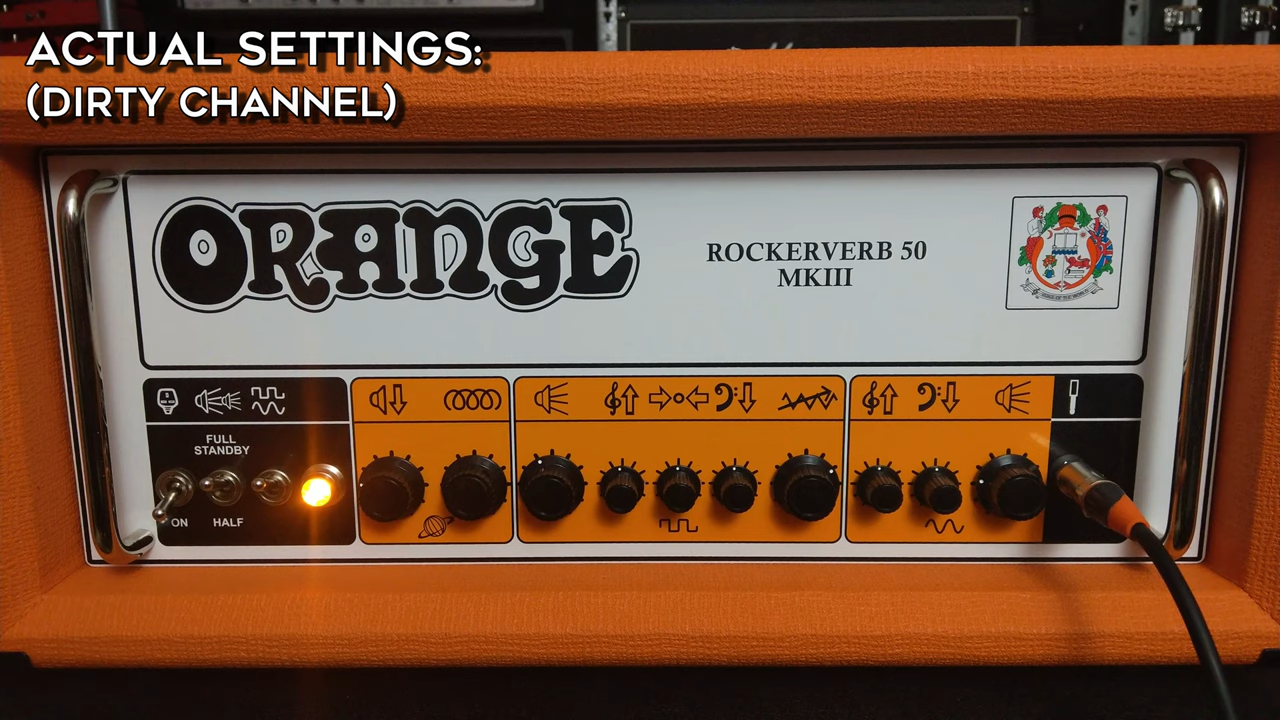 ACTUAL SETTINGS:
(DIRTY CHANNEL)
ORANGE
ROCKERVERB 50
MKIII
FULL
STANDBY
ON
HALF